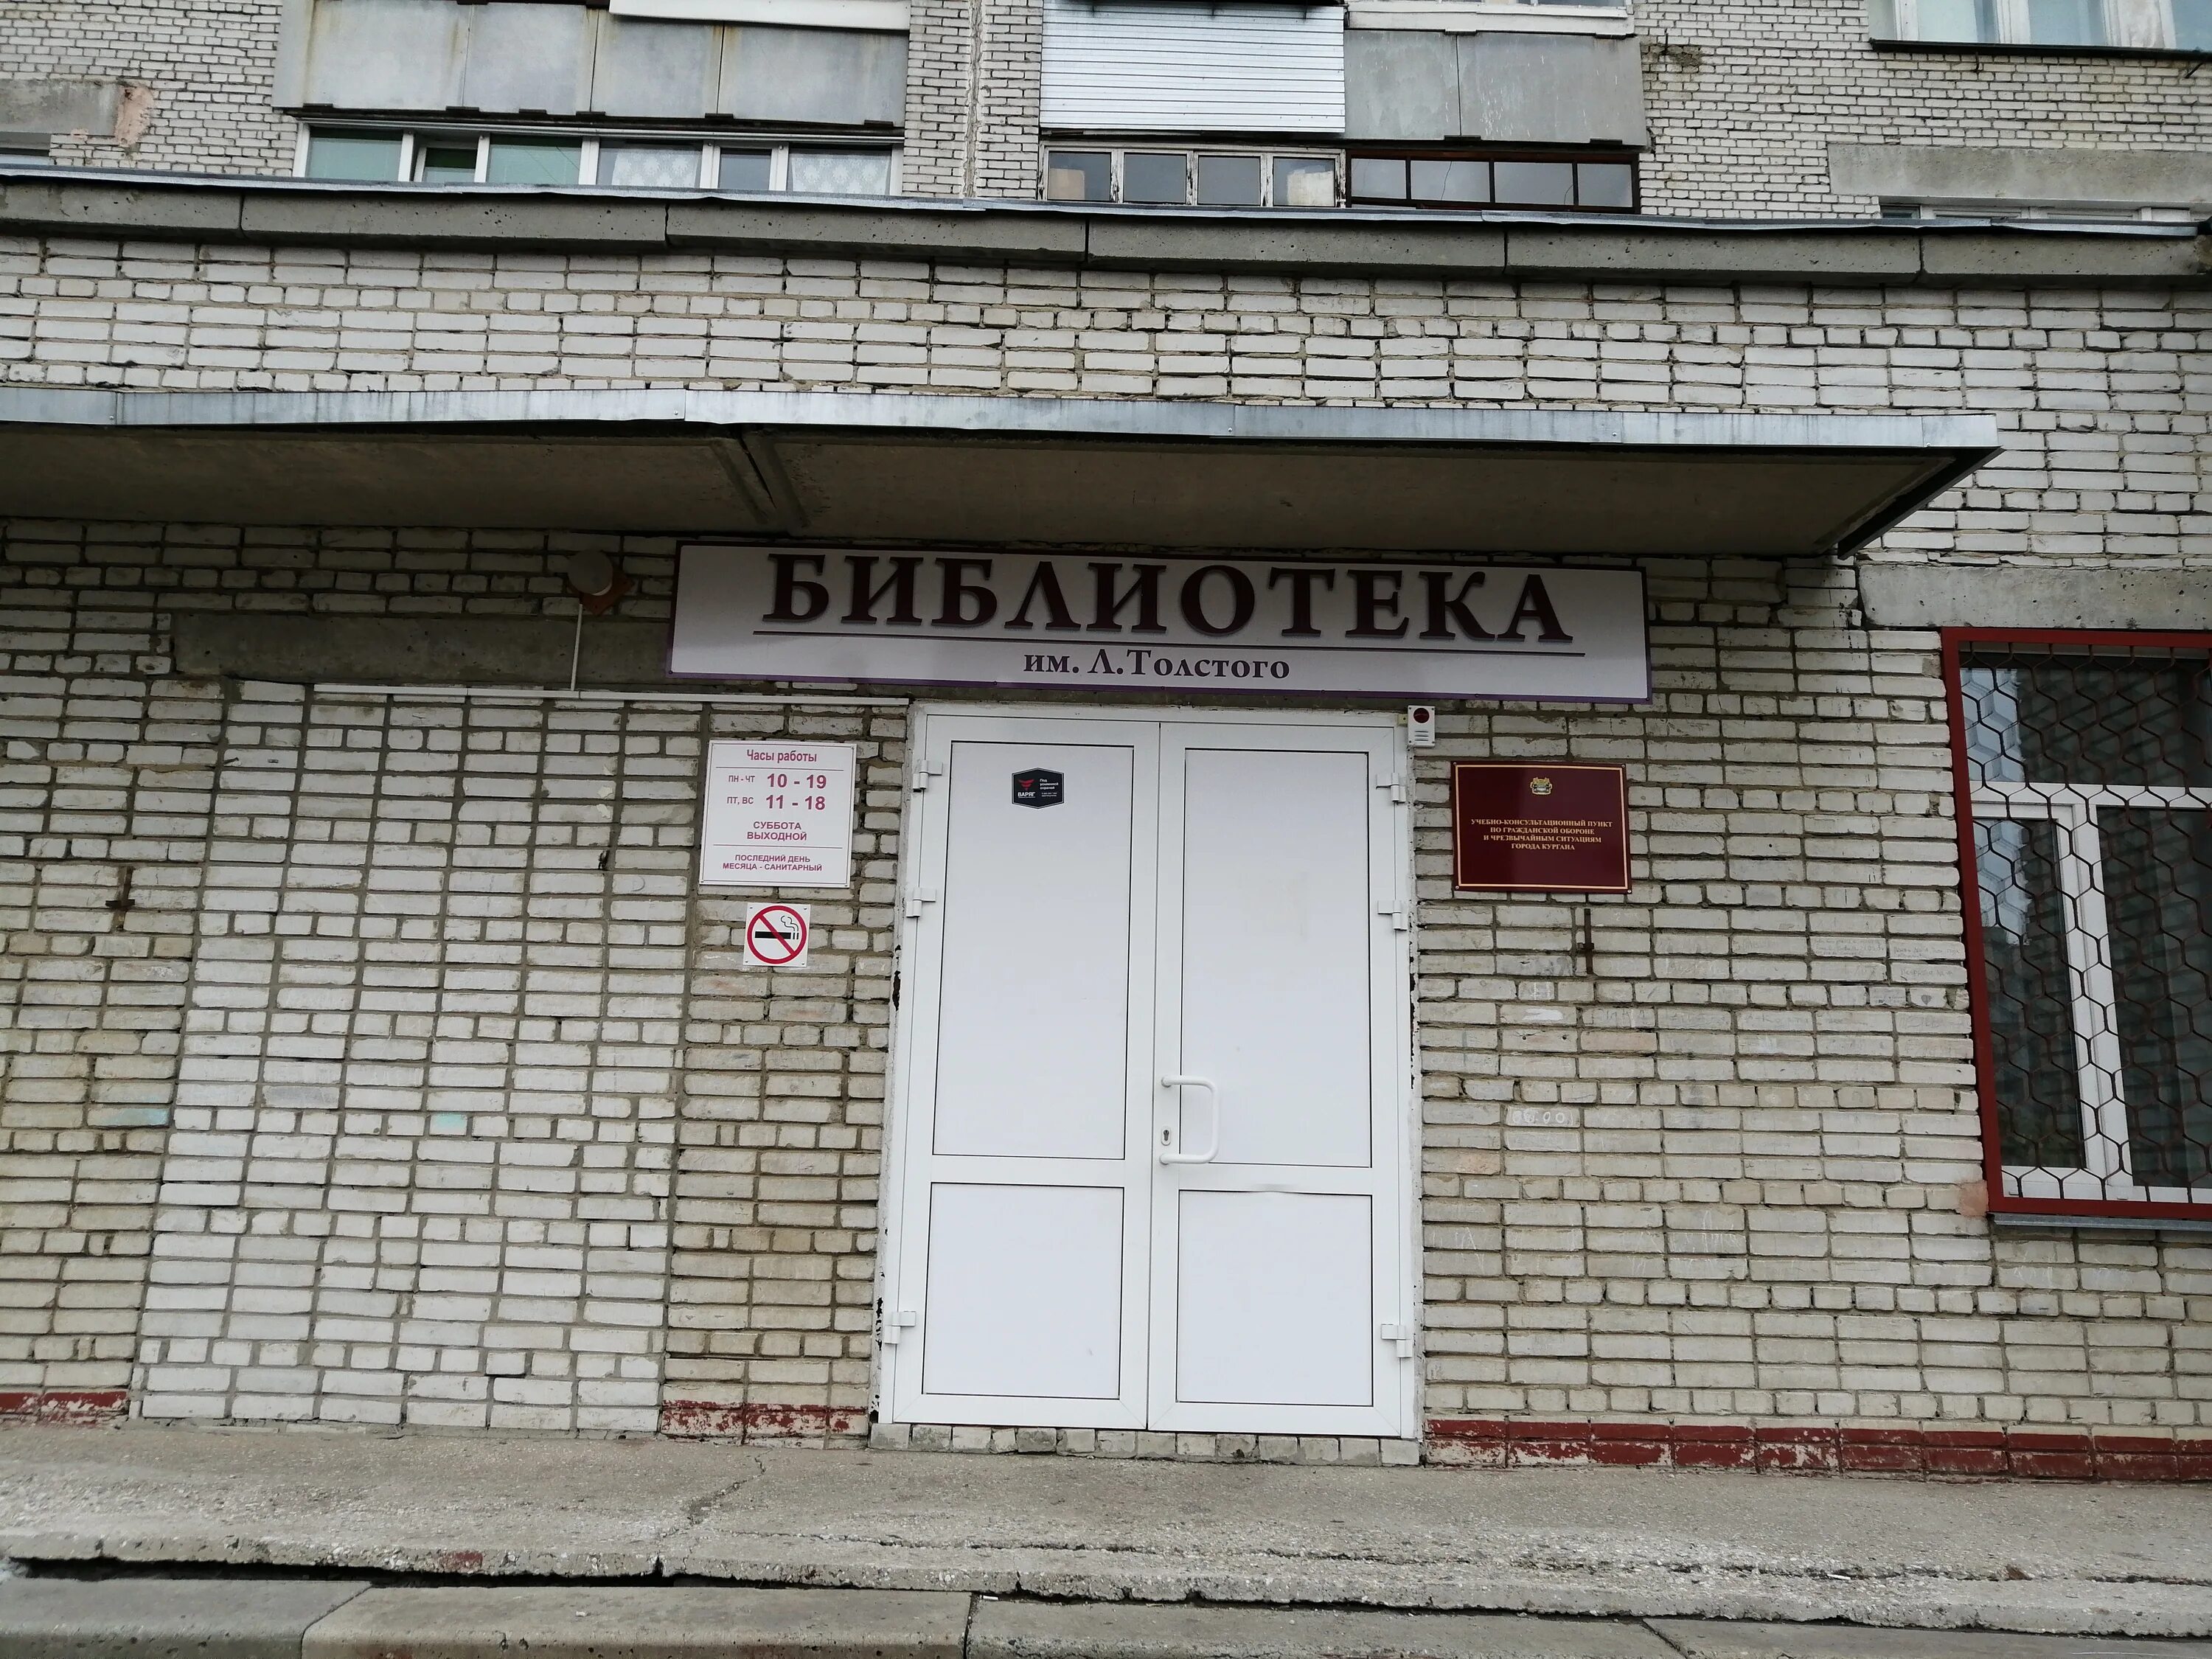 БИБЛИОТЕКА
им. Л.Толстого
Часы работы
ПН - ЧТ 10 - 19
ПТ, ВС 11 - 18
СУББОТА
ВЫХОДНОЙ
ПОСЛЕДНИЙ ДЕНЬ
МЕСЯЦА - САНИТАРНЫЙ
ВАРЯГ
УЧЕБНО-КОНСУЛЬТАЦИОННЫЙ ПУНКТ
ПО ГРАЖДАНСКОЙ ОБОРОНЕ
И ЧРЕЗВЫЧАЙНЫМ СИТУАЦИЯМ
ГОРОДА КУРГАНА